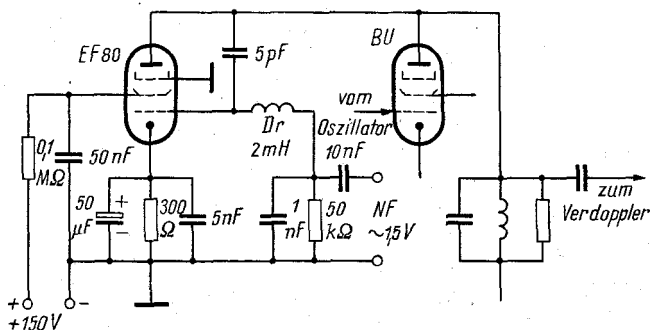 EF80
5pF
BU
vom
Oszillator
Dr
2mH
10nF
0,1
MΩ
50nF
50
μF
+
–
300
Ω
5nF
1
nF
50
kΩ
NF
~1,5V
zum
Verdoppler
+
–
+150V